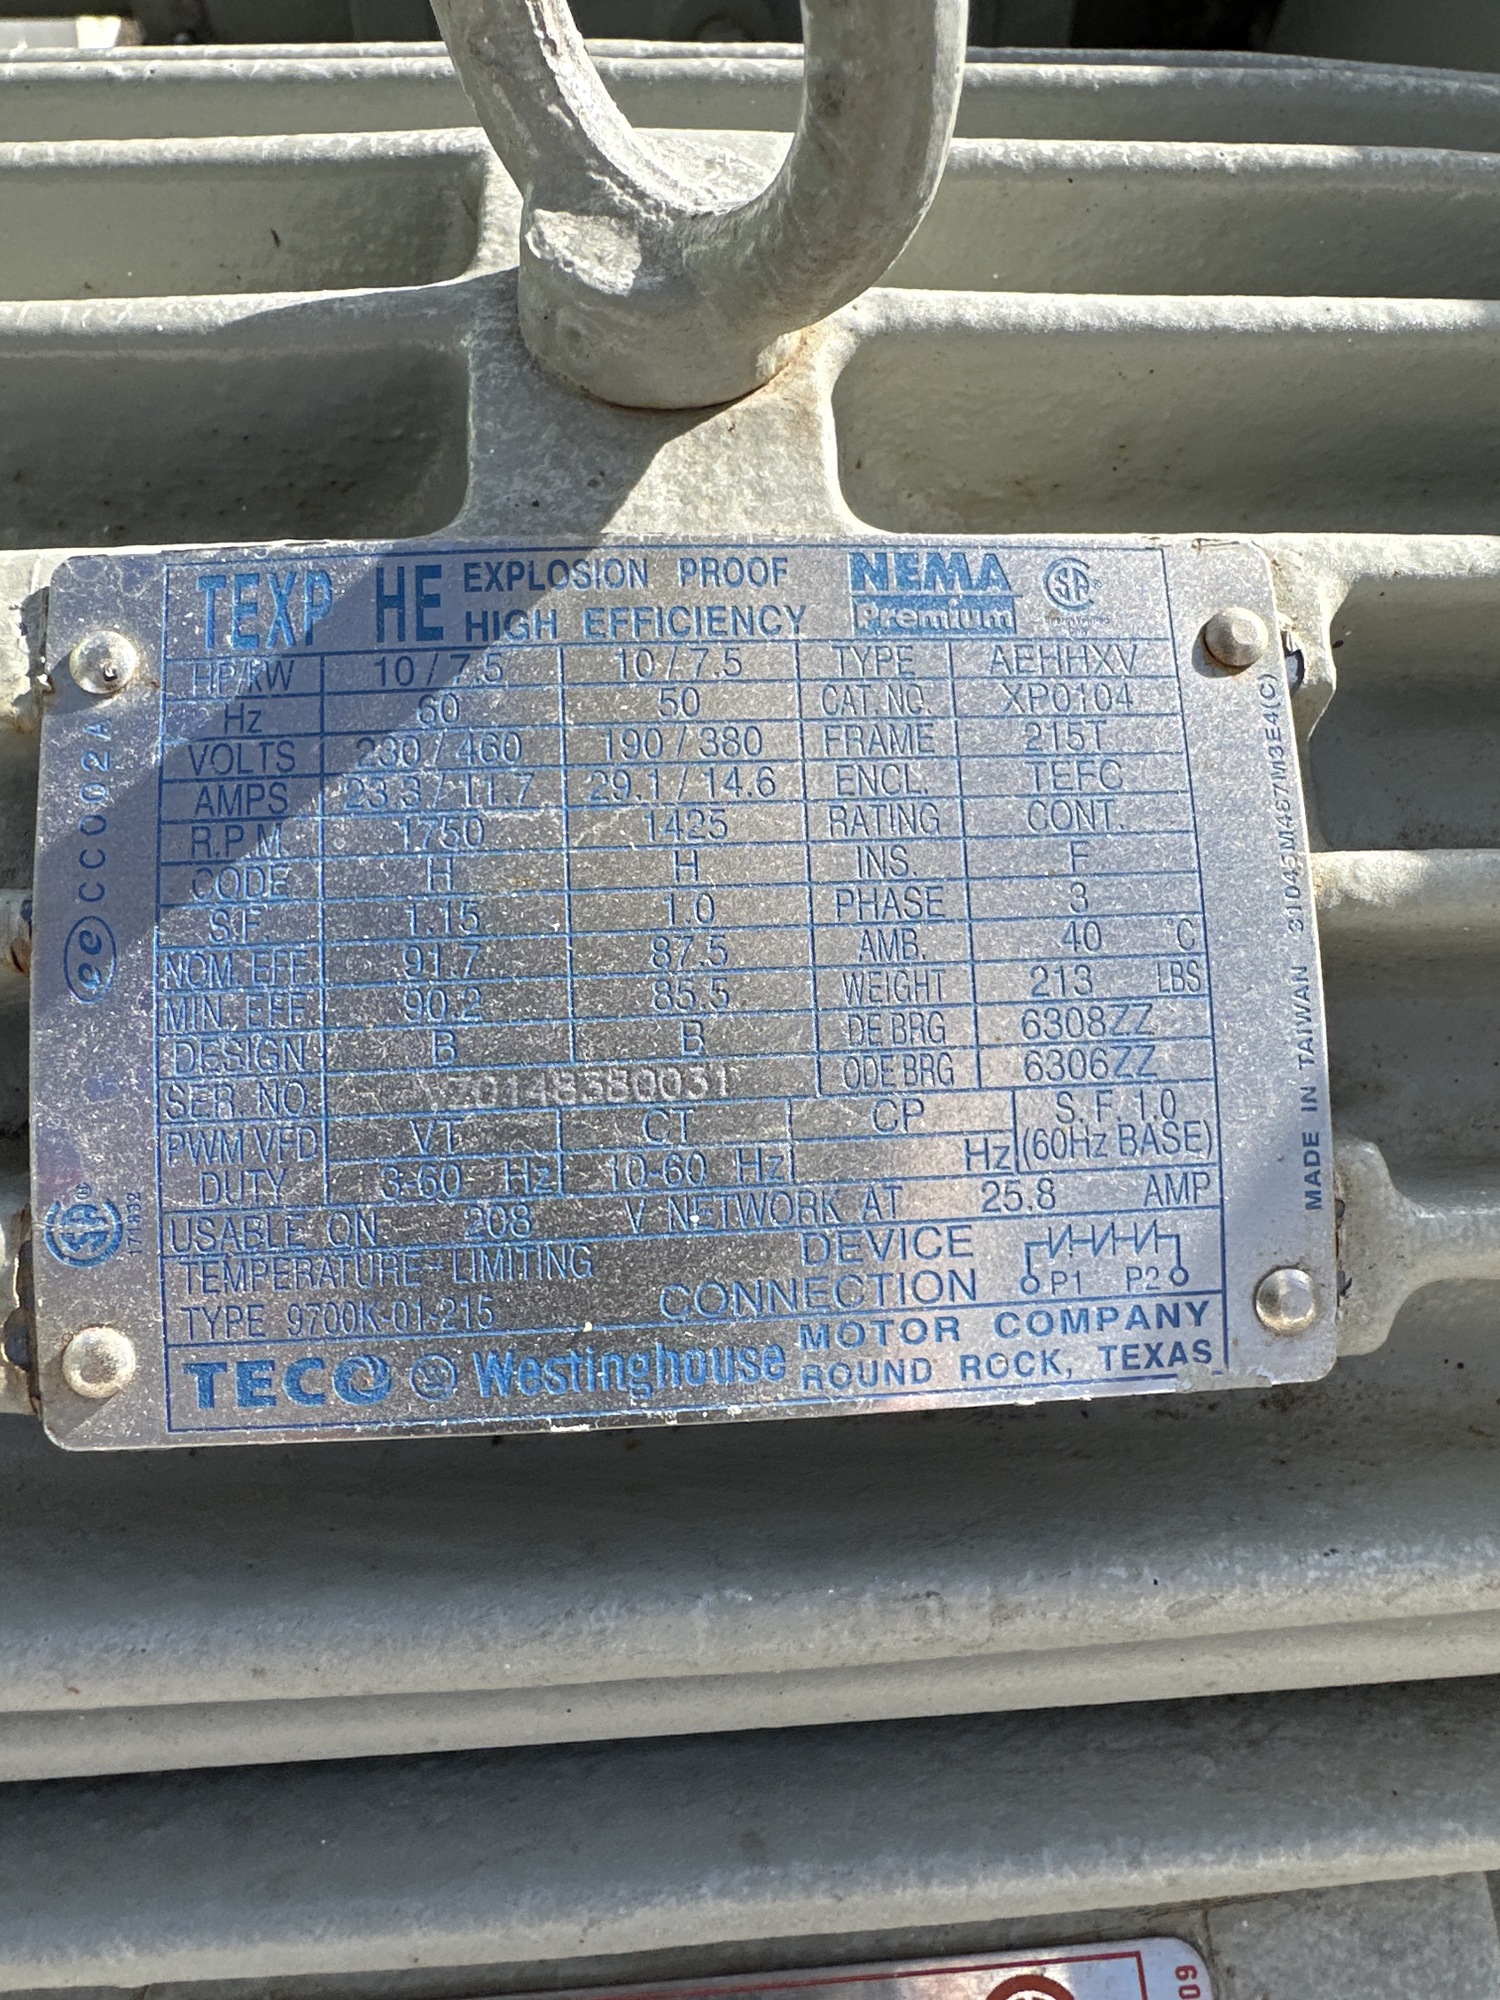 TEXP HE EXPLOSION PROOF HIGH EFFICIENCY NEMA Premium SA
HP/kW 10 / 7.5 10 / 7.5 TYPE AEHHXV
Hz 60 50 CAT. NO. XP0104
VOLTS 230 / 460 190 / 380 FRAME 215T
AMPS 23.3 / 11.7 29.1 / 14.6 ENCL. TEFC
R.P.M. 1750 1425 RATING CONT.
CODE H H INS. F
S.F. 1.15 1.0 PHASE 3
NOM. EFF 91.7 87.5 AMB. 40 °C
MIN. EFF 90.2 85.5 WEIGHT 213 LBS
DESIGN B B DE BRG 6308ZZ
SER. NO. ODE BRG 6306ZZ
PWM VFD DUTY VT CT CP S. F. 1.0
3-60 Hz 10-60 Hz Hz (60Hz BASE)
USABLE ON 208 V NETWORK AT 25.8 AMP
TEMPERATURE-LIMITING DEVICE
TYPE 9700K-01-215 CONNECTION P1 P2
TECO W Westinghouse MOTOR COMPANY
ROUND ROCK, TEXAS
ee CC002A
SA ® 171832
MADE IN TAIWAN 31045M467M3E4(C)
09